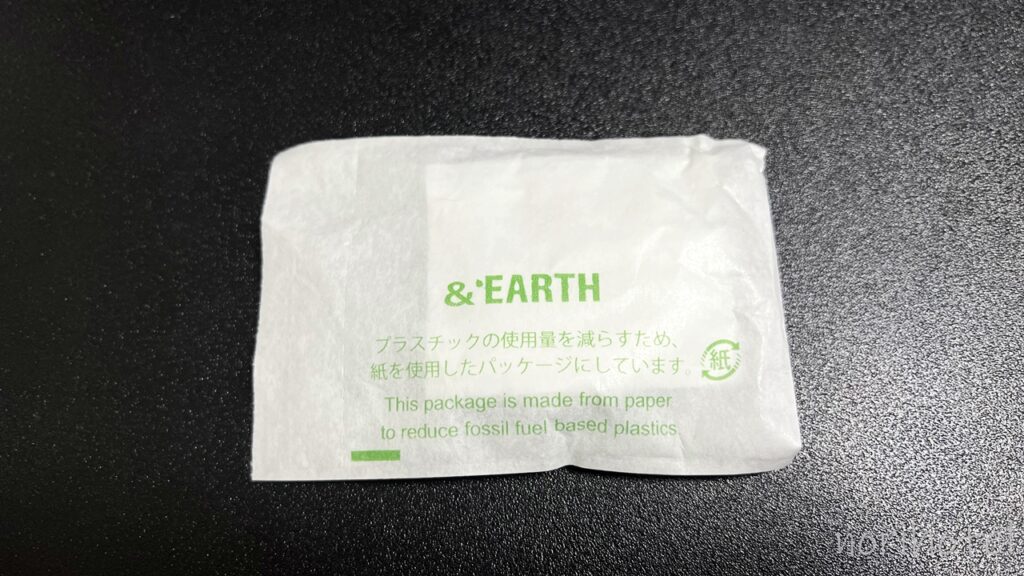 &EARTH
プラスチックの使用量を減らすため、
紙を使用したパッケージにしています。
紙
This package is made from paper
to reduce fossil fuel based plastics.